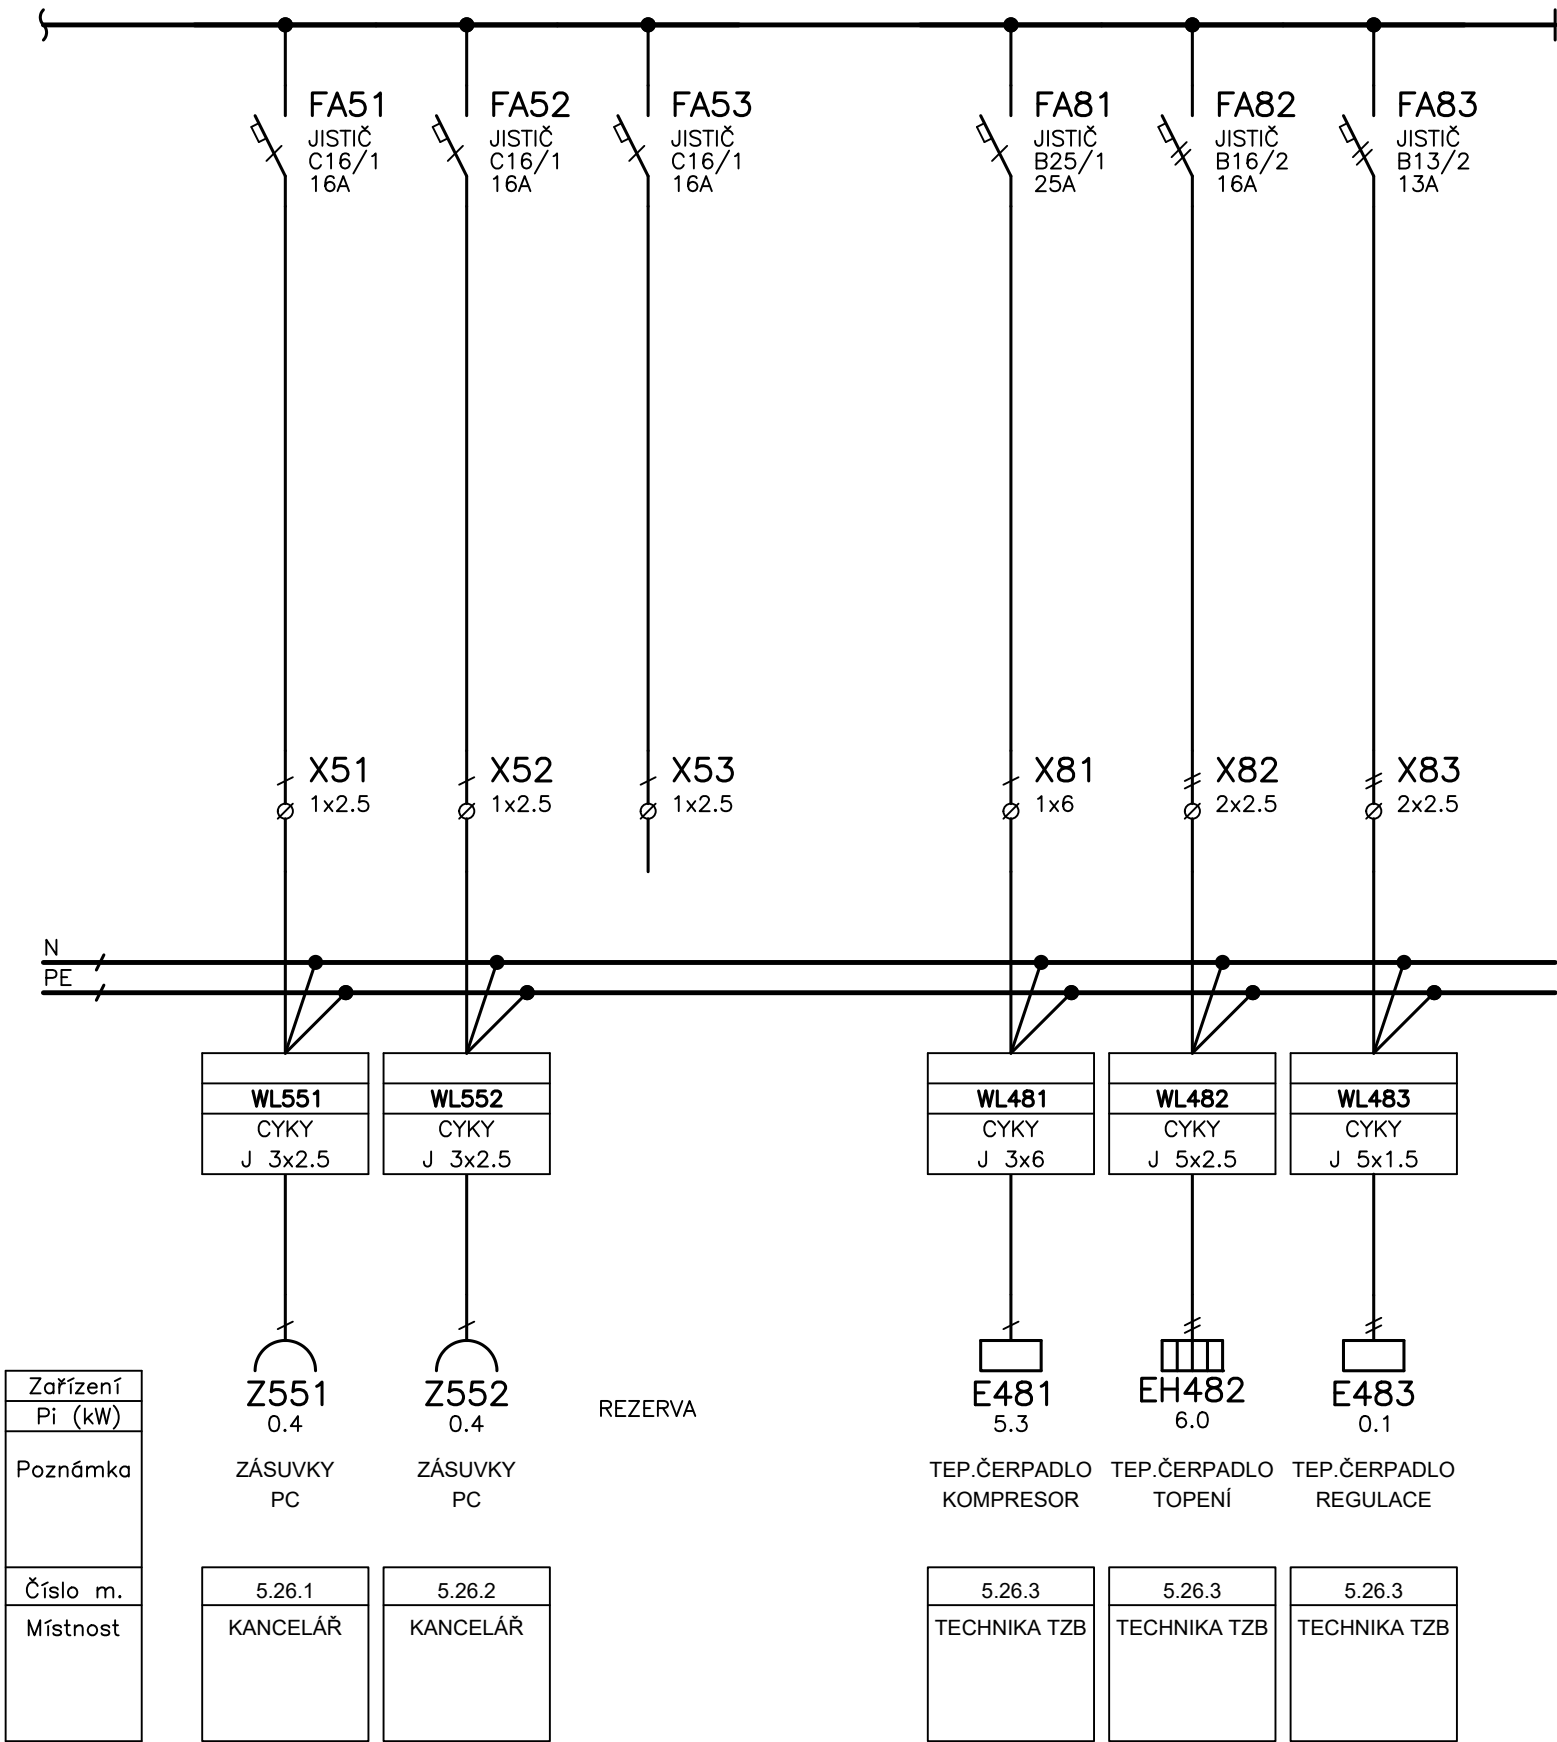 FA51
JISTIČ
C16/1
16A
FA52
JISTIČ
C16/1
16A
FA53
JISTIČ
C16/1
16A
FA81
JISTIČ
B25/1
25A
FA82
JISTIČ
B16/2
16A
FA83
JISTIČ
B13/2
13A
X51
1x2.5
X52
1x2.5
X53
1x2.5
X81
1x6
X82
2x2.5
X83
2x2.5
N
PE
WL551
CYKY
J 3x2.5
WL552
CYKY
J 3x2.5
WL481
CYKY
J 3x6
WL482
CYKY
J 5x2.5
WL483
CYKY
J 5x1.5
Zařízení
Pi (kW)
Poznámka
Číslo m.
Místnost
Z551
0.4
ZÁSUVKY
PC
5.26.1
KANCELÁŘ
Z552
0.4
ZÁSUVKY
PC
5.26.2
KANCELÁŘ
REZERVA
E481
5.3
TEP.ČERPADLO
KOMPRESOR
5.26.3
TECHNIKA TZB
EH482
6.0
TEP.ČERPADLO
TOPENÍ
5.26.3
TECHNIKA TZB
E483
0.1
TEP.ČERPADLO
REGULACE
5.26.3
TECHNIKA TZB